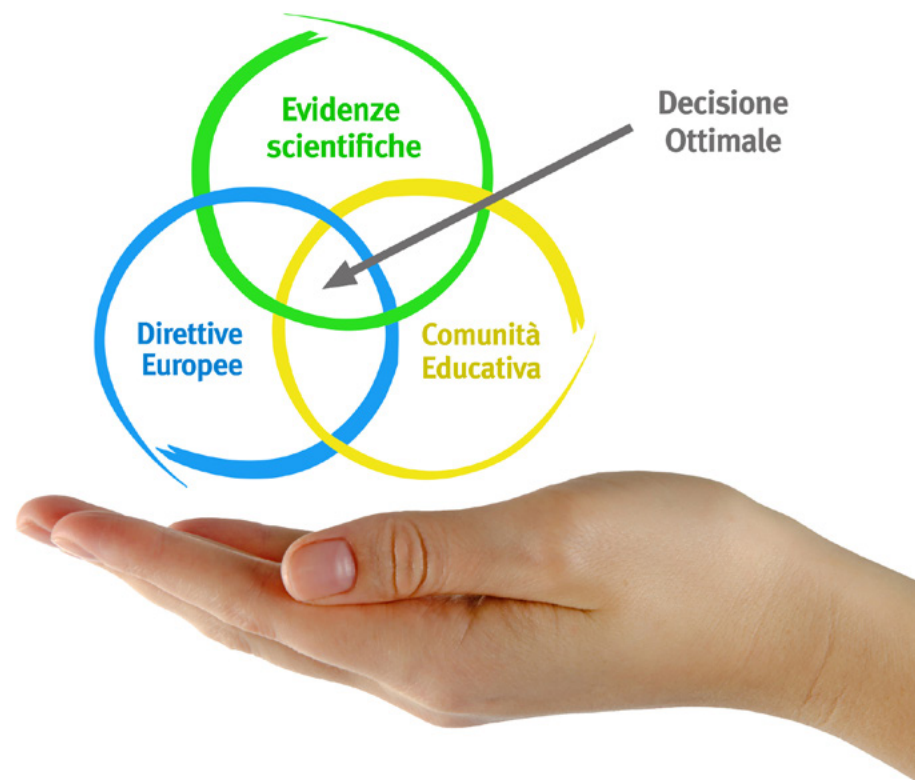 Evidenze
scientifiche
Decisione
Ottimale
Direttive
Europee
Comunità
Educativa